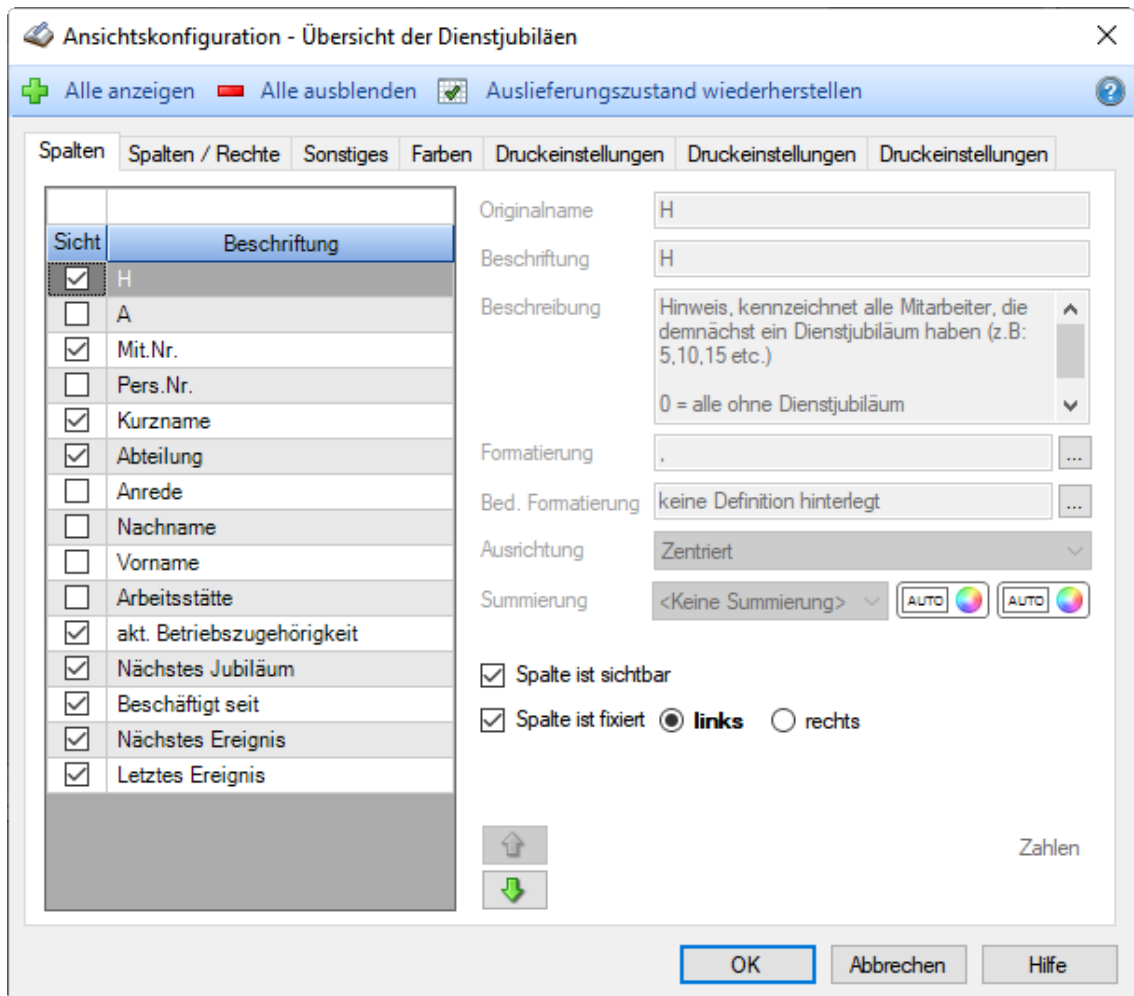 Ansichtskonfiguration - Übersicht der Dienstjubiläen
Alle anzeigen Alle ausblenden Auslieferungszustand wiederherstellen
Spalten Spalten / Rechte Sonstiges Farben Druckeinstellungen Druckeinstellungen Druckeinstellungen
Sicht Beschriftung
H
A
Mit.Nr.
Pers.Nr.
Kurzname
Abteilung
Anrede
Nachname
Vorname
Arbeitsstätte
akt. Betriebszugehörigkeit
Nächstes Jubiläum
Beschäftigt seit
Nächstes Ereignis
Letztes Ereignis
Originalname H
Beschriftung H
Beschreibung Hinweis, kennzeichnet alle Mitarbeiter, die
demnächst ein Dienstjubiläum haben (z.B:
5,10,15 etc.)
0 = alle ohne Dienstjubiläum
Formatierung , ...
Bed. Formatierung keine Definition hinterlegt ...
Ausrichtung Zentriert
Summierung <Keine Summierung> AUTO AUTO
Spalte ist sichtbar
Spalte ist fixiert links rechts
Zahlen
OK Abbrechen Hilfe